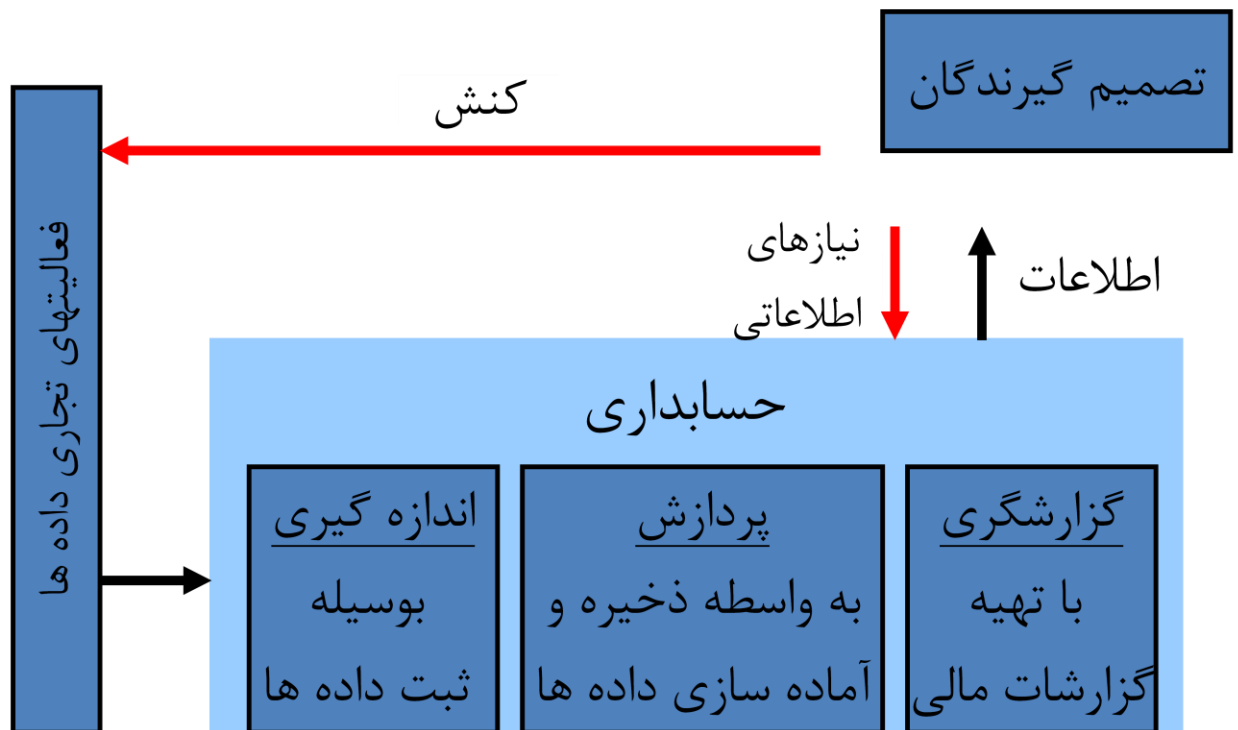 تصمیم گیرندگان
کنش
نیازهای
اطلاعاتی
اطلاعات
فعالیتهای تجاری داده ها
حسابداری
گزارشگری
با تهیه
گزارشات مالی
پردازش
به واسطه ذخیره و
آماده سازی داده ها
اندازه گیری
بوسیله
ثبت داده ها